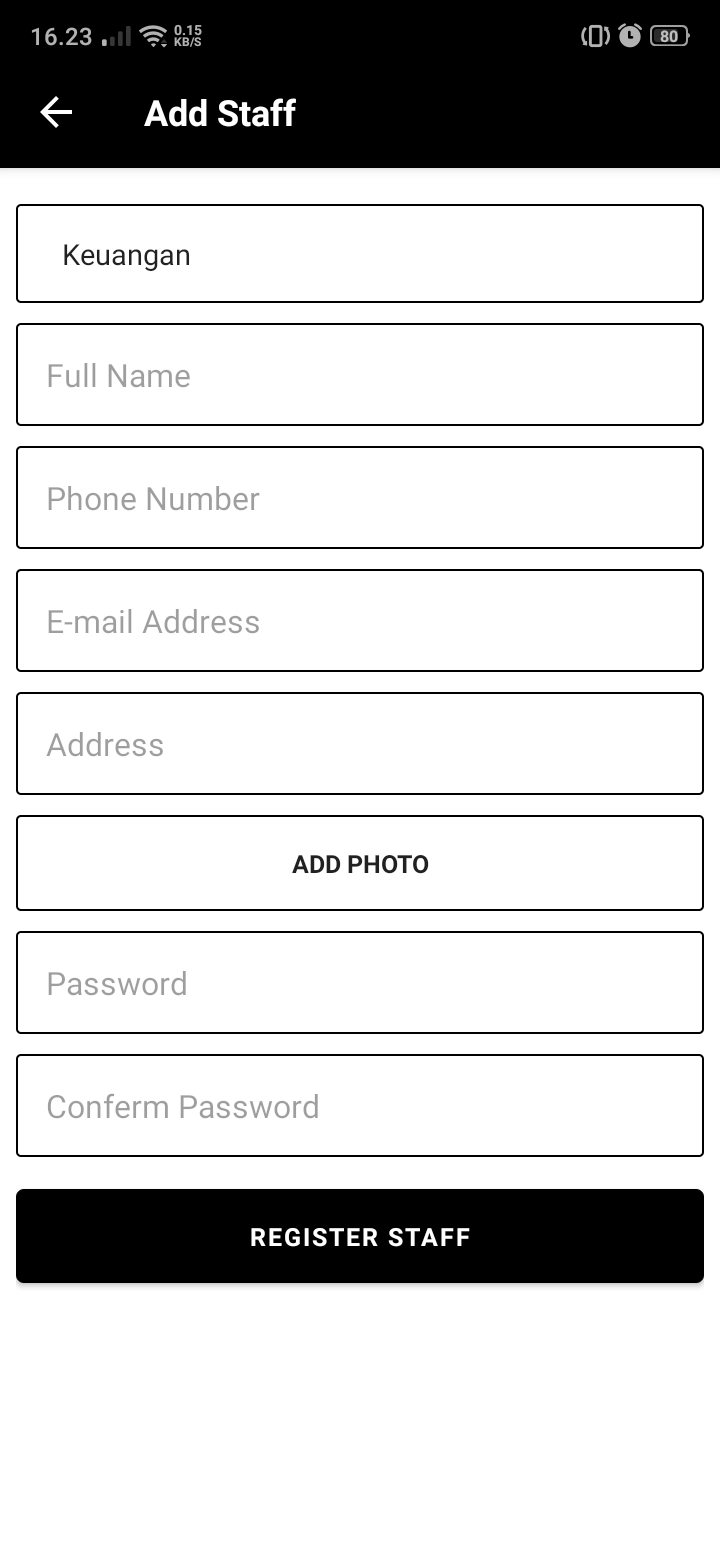 16.23 0.15 KB/S 80
Add Staff
Keuangan
Full Name
Phone Number
E-mail Address
Address
ADD PHOTO
Password
Conferm Password
REGISTER STAFF